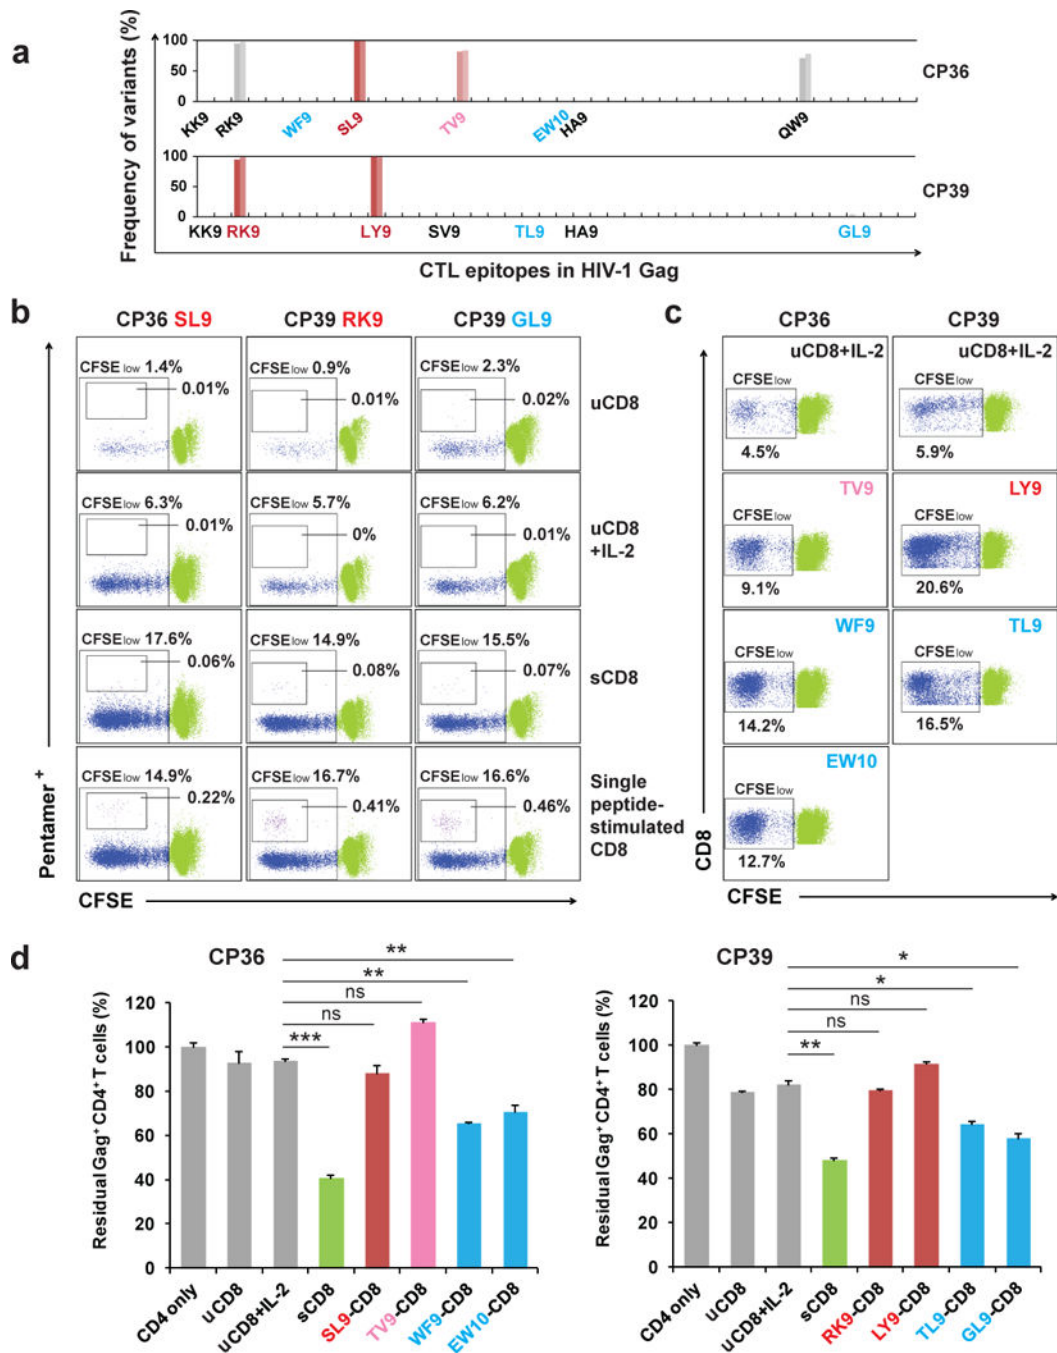 a
Frequency of variants (%)
100
50
0
CP36
KK9 RK9 WF9 SL9 TV9 EW10 HA9 QW9
100
50
0
CP39
KK9 RK9 LY9 SV9 TL9 HA9 GL9
CTL epitopes in HIV-1 Gag
b
CP36 SL9 CP39 RK9 CP39 GL9
CFSElow 1.4% CFSElow 0.9% CFSElow 2.3%
0.01% 0.01% 0.02%
uCD8
CFSElow 6.3% CFSElow 5.7% CFSElow 6.2%
0.01% 0% 0.01%
uCD8
+IL-2
CFSElow 17.6% CFSElow 14.9% CFSElow 15.5%
0.06% 0.08% 0.07%
sCD8
CFSElow 14.9% CFSElow 16.7% CFSElow 16.6%
0.22% 0.41% 0.46%
Single
peptide-
stimulated
CD8
Pentamer+
CFSE
c
CP36 CP39
uCD8+IL-2 uCD8+IL-2
CFSElow CFSElow
4.5% 5.9%
TV9 LY9
CFSElow CFSElow
9.1% 20.6%
WF9 TL9
CFSElow CFSElow
14.2% 16.5%
EW10
CFSElow
12.7%
CD8
CFSE
d
CP36
Residual Gag+ CD4+ T cells (%)
120
100
80
60
40
20
0
**
**
ns
ns
***
CD4 only uCD8 uCD8+IL-2 sCD8 SL9-CD8 TV9-CD8 WF9-CD8 EW10-CD8
CP39
Residual Gag+ CD4+ T cells (%)
120
100
80
60
40
20
0
*
*
ns
ns
**
CD4 only uCD8 uCD8+IL-2 sCD8 RK9-CD8 LY9-CD8 TL9-CD8 GL9-CD8